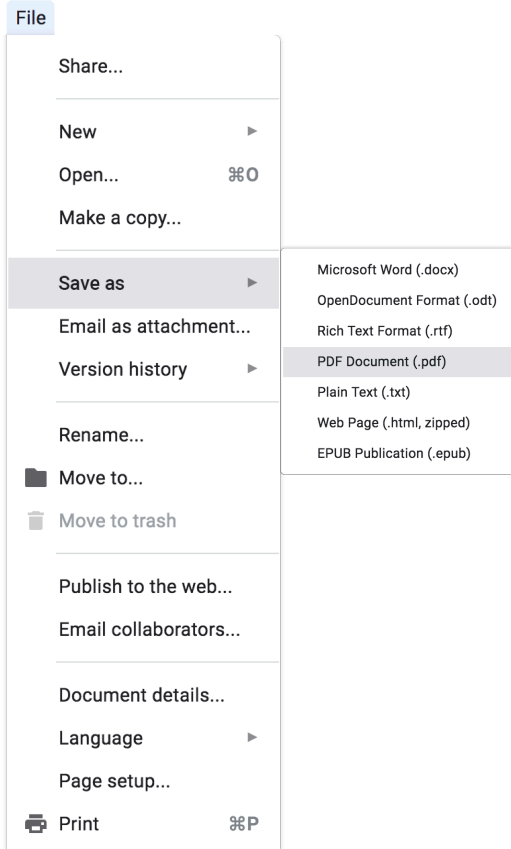 File
Share...
New
Open... ⌘O
Make a copy...
Save as
Microsoft Word (.docx)
OpenDocument Format (.odt)
Rich Text Format (.rtf)
PDF Document (.pdf)
Plain Text (.txt)
Web Page (.html, zipped)
EPUB Publication (.epub)
Email as attachment...
Version history
Rename...
Move to...
Move to trash
Publish to the web...
Email collaborators...
Document details...
Language
Page setup...
Print ⌘P